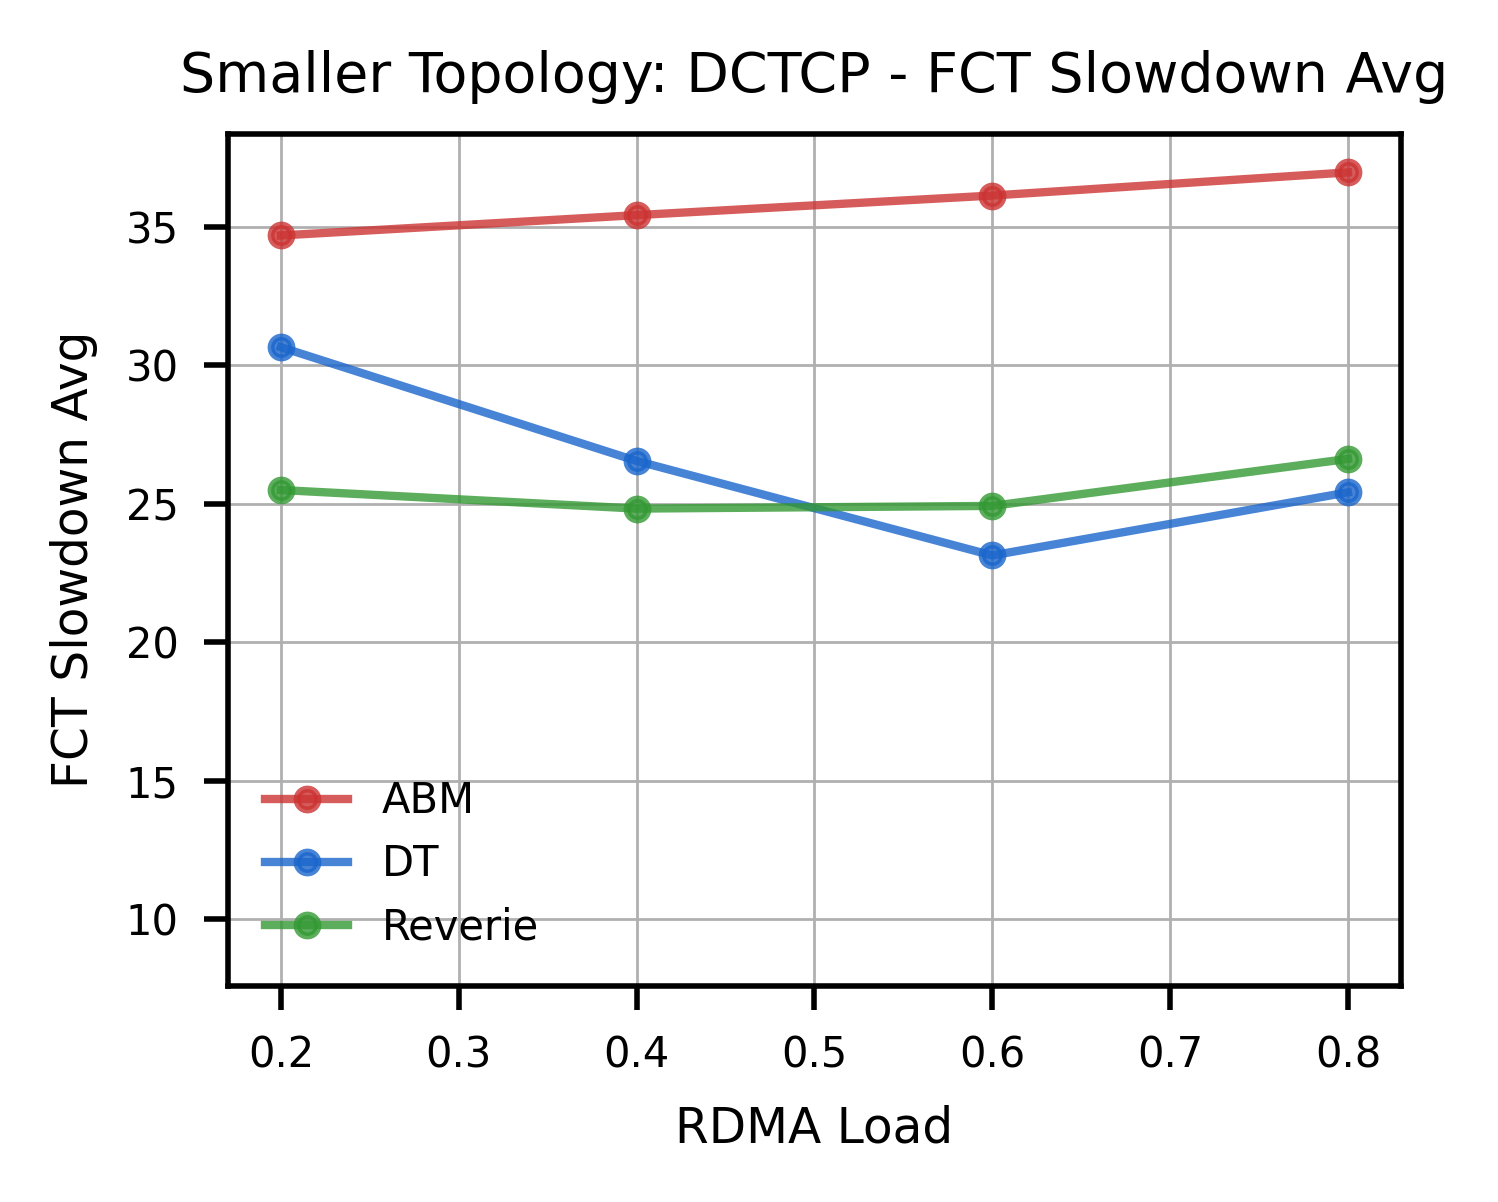 Smaller Topology: DCTCP - FCT Slowdown Avg
FCT Slowdown Avg
35
30
25
20
15
10
ABM
DT
Reverie
0.2 0.3 0.4 0.5 0.6 0.7 0.8
RDMA Load